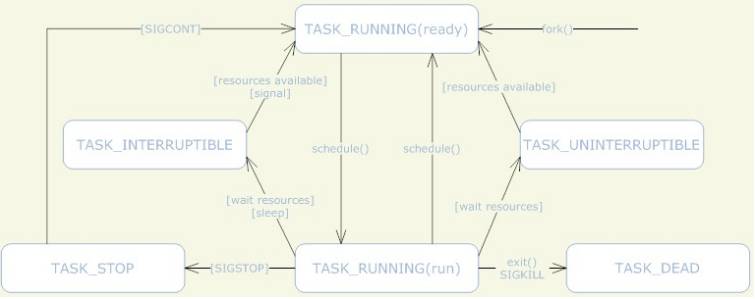 [SIGCONT]
TASK_RUNNING(ready)
fork()
[resources available]
[signal]
[resources available]
TASK_INTERRUPTIBLE
schedule()
schedule()
TASK_UNINTERRUPTIBLE
[wait resources]
[sleep]
[wait resources]
TASK_STOP
[SIGSTOP]
TASK_RUNNING(run)
exit()
SIGKILL
TASK_DEAD